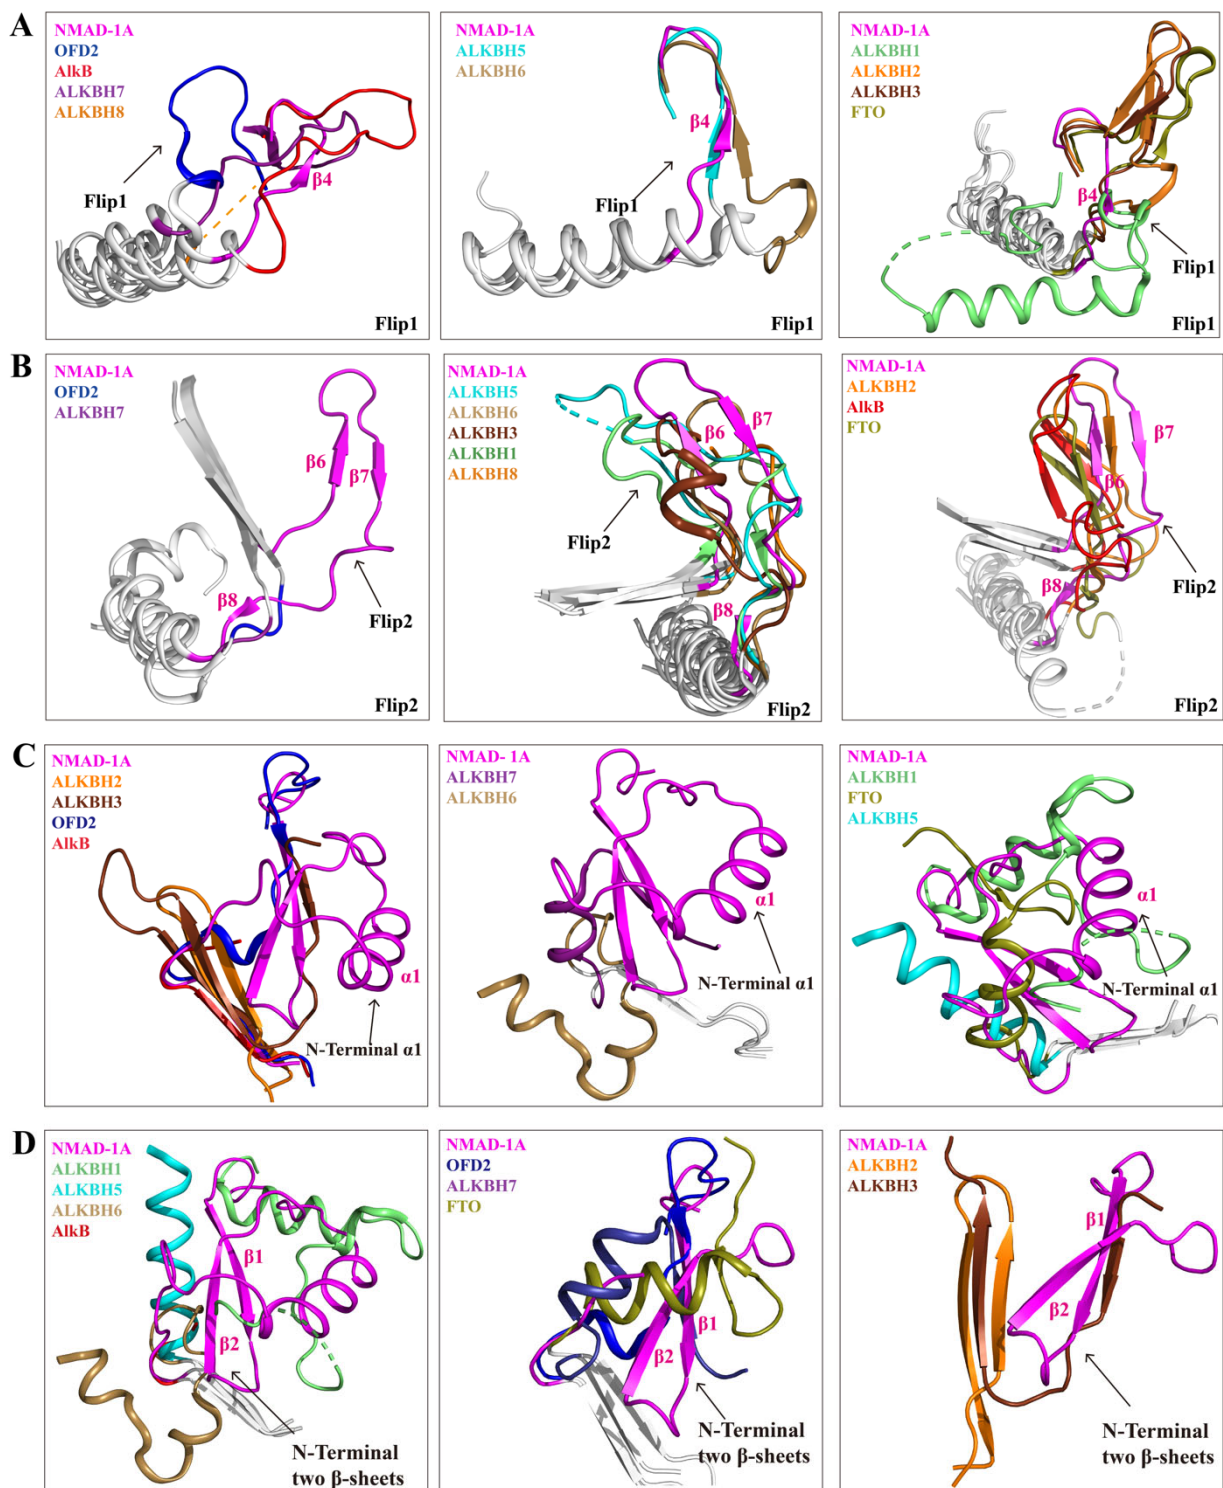 A
NMAD-1A
OFD2
AlkB
ALKBH7
ALKBH8
Flip1
β4
Flip1
NMAD-1A
ALKBH5
ALKBH6
β4
Flip1
Flip1
NMAD-1A
ALKBH1
ALKBH2
ALKBH3
FTO
β4
Flip1
Flip1
B
NMAD-1A
OFD2
ALKBH7
β6
β7
β8
Flip2
Flip2
NMAD-1A
ALKBH5
ALKBH6
ALKBH3
ALKBH1
ALKBH8
β6
β7
Flip2
β8
Flip2
NMAD-1A
ALKBH2
AlkB
FTO
β7
β6
β8
Flip2
Flip2
C
NMAD-1A
ALKBH2
ALKBH3
OFD2
AlkB
α1
N-Terminal α1
NMAD- 1A
ALKBH7
ALKBH6
α1
N-Terminal α1
NMAD-1A
ALKBH1
FTO
ALKBH5
α1
N-Terminal α1
D
NMAD-1A
ALKBH1
ALKBH5
ALKBH6
AlkB
β1
β2
N-Terminal
two β-sheets
NMAD-1A
OFD2
ALKBH7
FTO
β1
β2
N-Terminal
two β-sheets
NMAD-1A
ALKBH2
ALKBH3
β1
β2
N-Terminal
two β-sheets